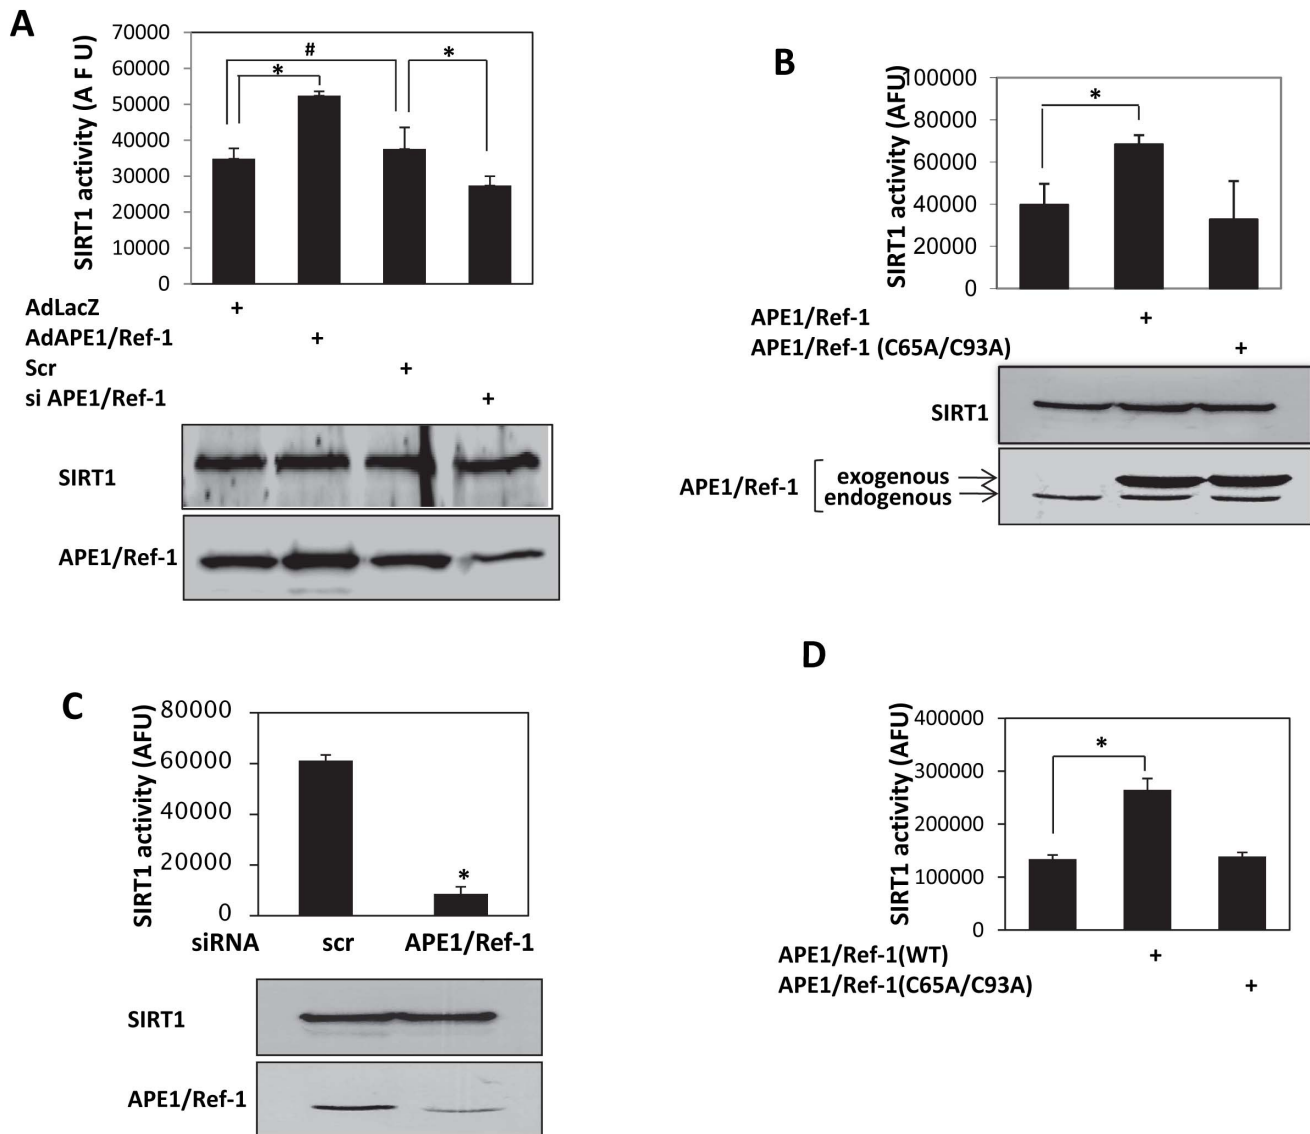 A
SIRT1 activity (A F U)
70000
60000
50000
40000
30000
20000
10000
0
#
*
*
AdLacZ +
AdAPE1/Ref-1 +
Scr +
si APE1/Ref-1 +
SIRT1
APE1/Ref-1
B
SIRT1 activity (AFU)
100000
80000
60000
40000
20000
0
*
APE1/Ref-1 +
APE1/Ref-1 (C65A/C93A) +
SIRT1
APE1/Ref-1
exogenous
endogenous
C
SIRT1 activity (AFU)
80000
60000
40000
20000
0
*
siRNA scr APE1/Ref-1
SIRT1
APE1/Ref-1
D
SIRT1 activity (AFU)
400000
300000
200000
100000
0
*
APE1/Ref-1(WT) +
APE1/Ref-1(C65A/C93A) +